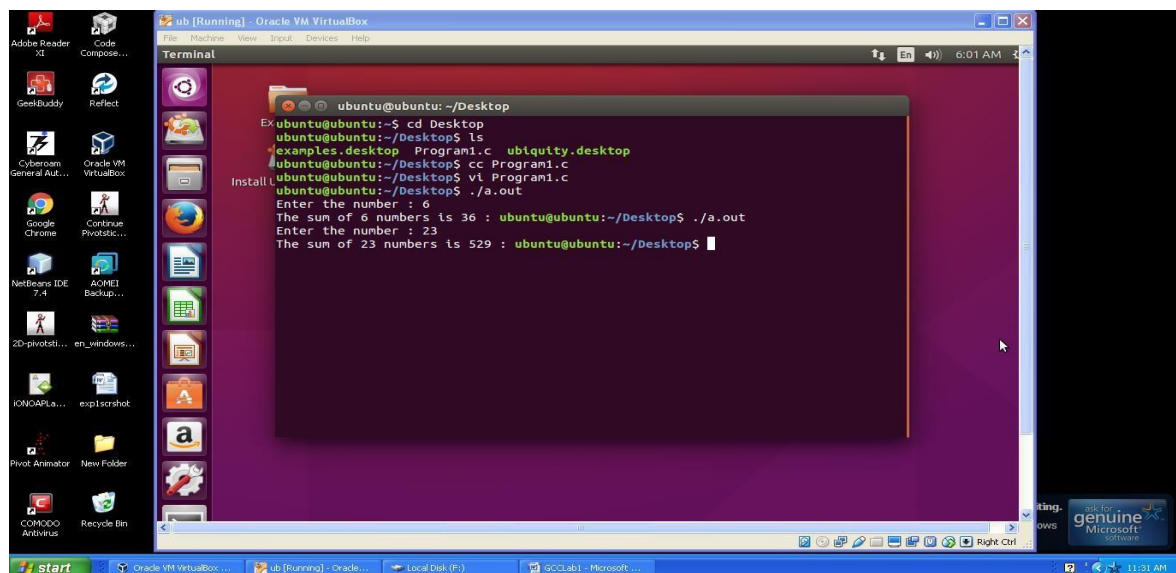 Adobe Reader XI
Code Compose...
GeekBuddy
Reflect
Cyberoam General Aut...
Oracle VM VirtualBox
Google Chrome
Continue Pivotstic...
NetBeans IDE 7.4
AOMEI Backup...
2D-pivotsti...
en_windows...
iONOAPLa...
exp1scrshot
Pivot Animator
New Folder
COMODO Antivirus
Recycle Bin
ub [Running] - Oracle VM VirtualBox
File Machine View Input Devices Help
Terminal
En
6:01 AM
Ex
Install
ubuntu@ubuntu: ~/Desktop
ubuntu@ubuntu:~$ cd Desktop
ubuntu@ubuntu:~/Desktop$ ls
examples.desktop Program1.c ubiquity.desktop
ubuntu@ubuntu:~/Desktop$ cc Program1.c
ubuntu@ubuntu:~/Desktop$ vi Program1.c
ubuntu@ubuntu:~/Desktop$ ./a.out
Enter the number : 6
The sum of 6 numbers is 36 : ubuntu@ubuntu:~/Desktop$ ./a.out
Enter the number : 23
The sum of 23 numbers is 529 : ubuntu@ubuntu:~/Desktop$
Right Ctrl
iting.
ows
ask for
genuine
Microsoft
software
start
Oracle VM VirtualBox ...
ub [Running] - Oracle...
Local Disk (F:)
GCCLab1 - Microsoft ...
11:31 AM